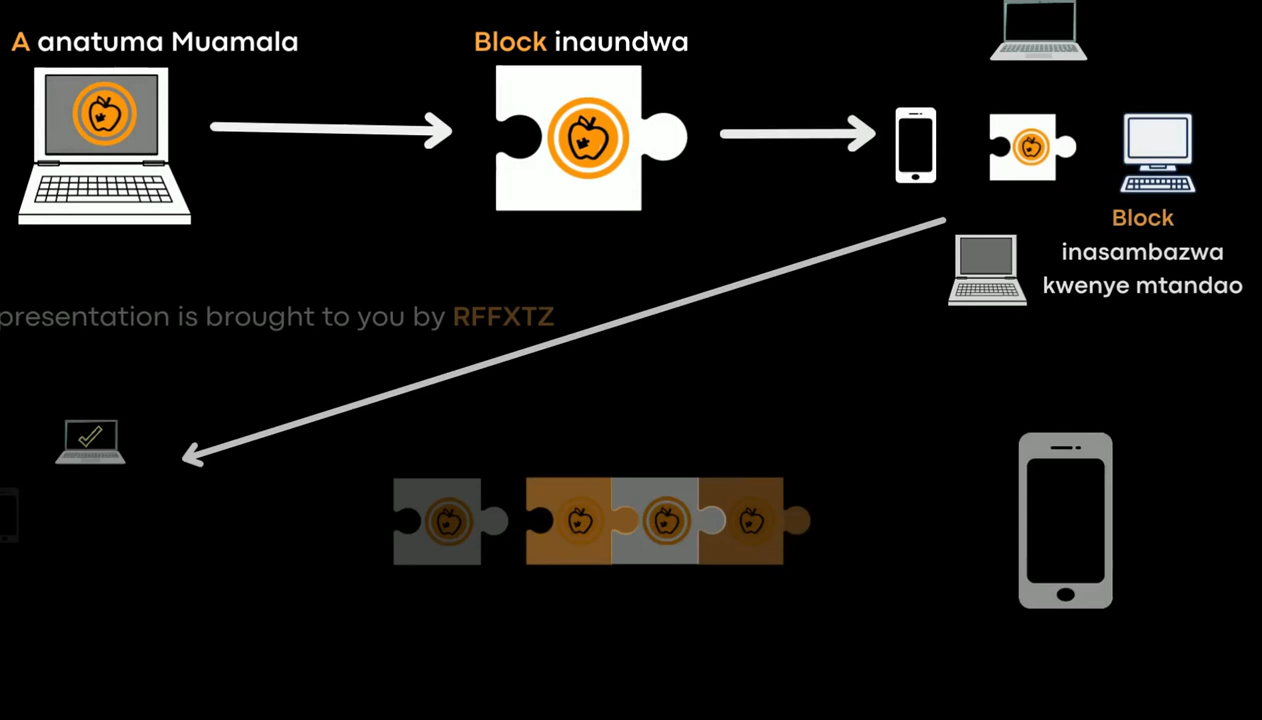 A anatuma Muamala
Block inaundwa
Block
inasambazwa
kwenye mtandao
presentation is brought to you by RFFXTZ